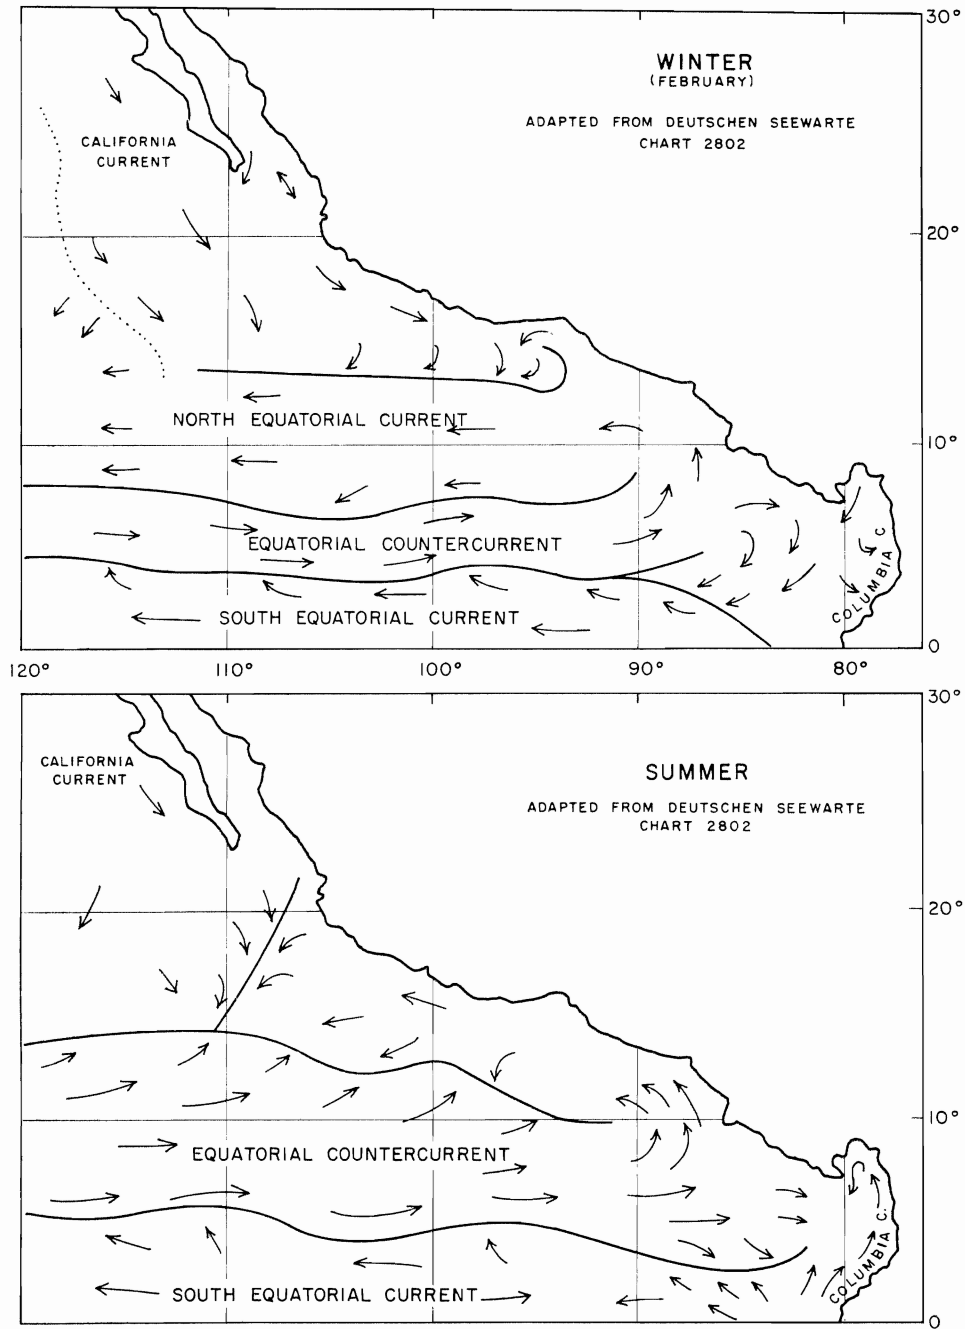 30°
WINTER
(FEBRUARY)
ADAPTED FROM DEUTSCHEN SEEWARTE
CHART 2802
CALIFORNIA
CURRENT
20°
NORTH EQUATORIAL CURRENT
10°
EQUATORIAL COUNTERCURRENT
COLUMBIA C
SOUTH EQUATORIAL CURRENT
0
120°
110°
100°
90°
80°
30°
CALIFORNIA
CURRENT
SUMMER
ADAPTED FROM DEUTSCHEN SEEWARTE
CHART 2802
20°
10°
EQUATORIAL COUNTERCURRENT
COLUMBIA C.
SOUTH EQUATORIAL CURRENT
0